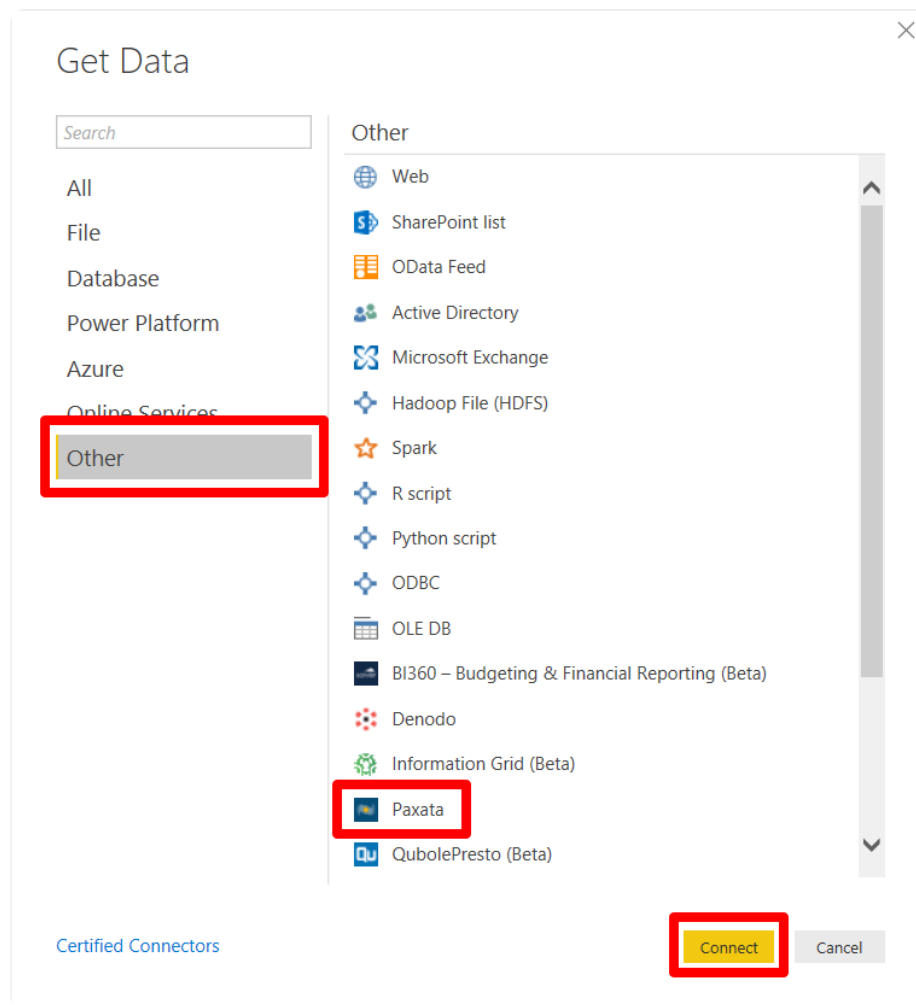 Get Data
Search
All
File
Database
Power Platform
Azure
Online Services
Other
Other
Web
SharePoint list
OData Feed
Active Directory
Microsoft Exchange
Hadoop File (HDFS)
Spark
R script
Python script
ODBC
OLE DB
BI360 – Budgeting & Financial Reporting (Beta)
Denodo
Information Grid (Beta)
Paxata
QubolePresto (Beta)
Certified Connectors
Connect
Cancel